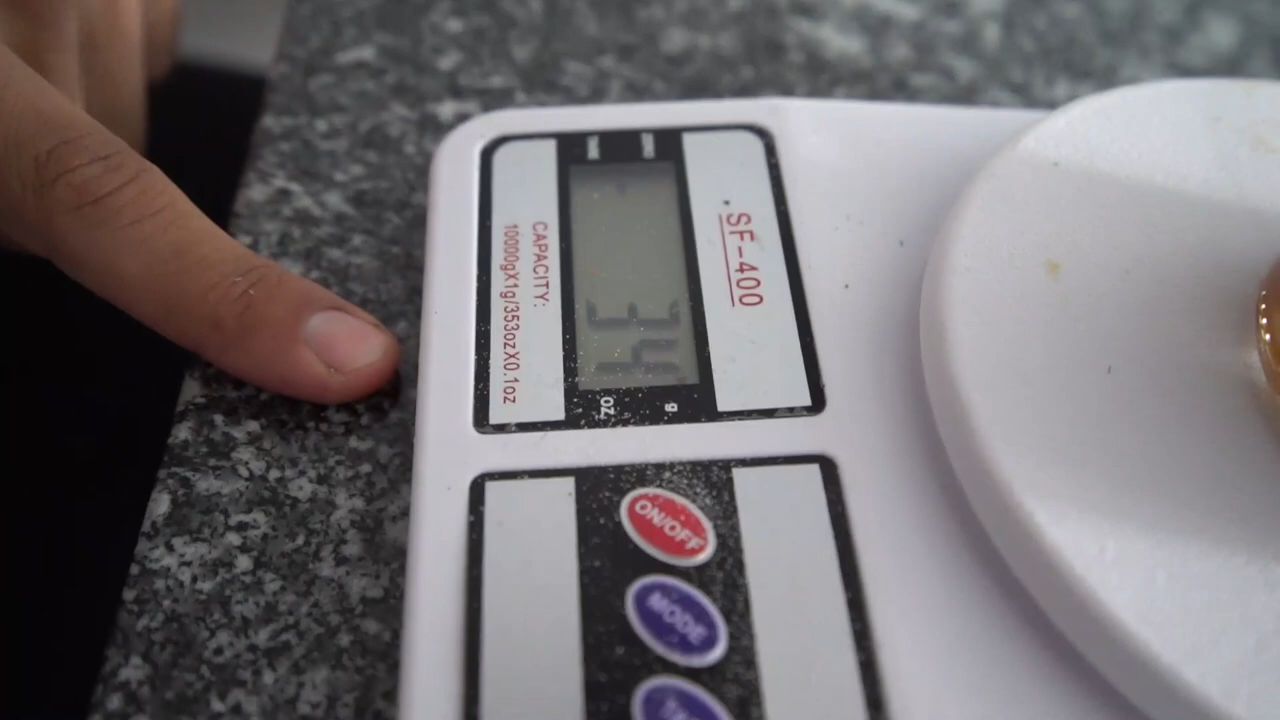 SF-400
CAPACITY:
10000gX1g/353ozX0.1oz
g
oz
ON/OFF
MODE